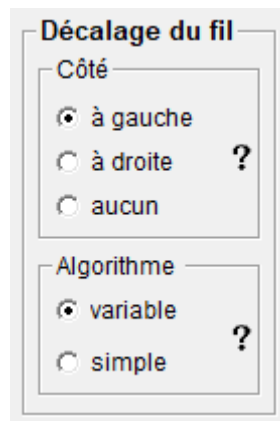 Décalage du fil
Côté
à gauche
à droite
?
aucun
Algorithme
variable
?
simple